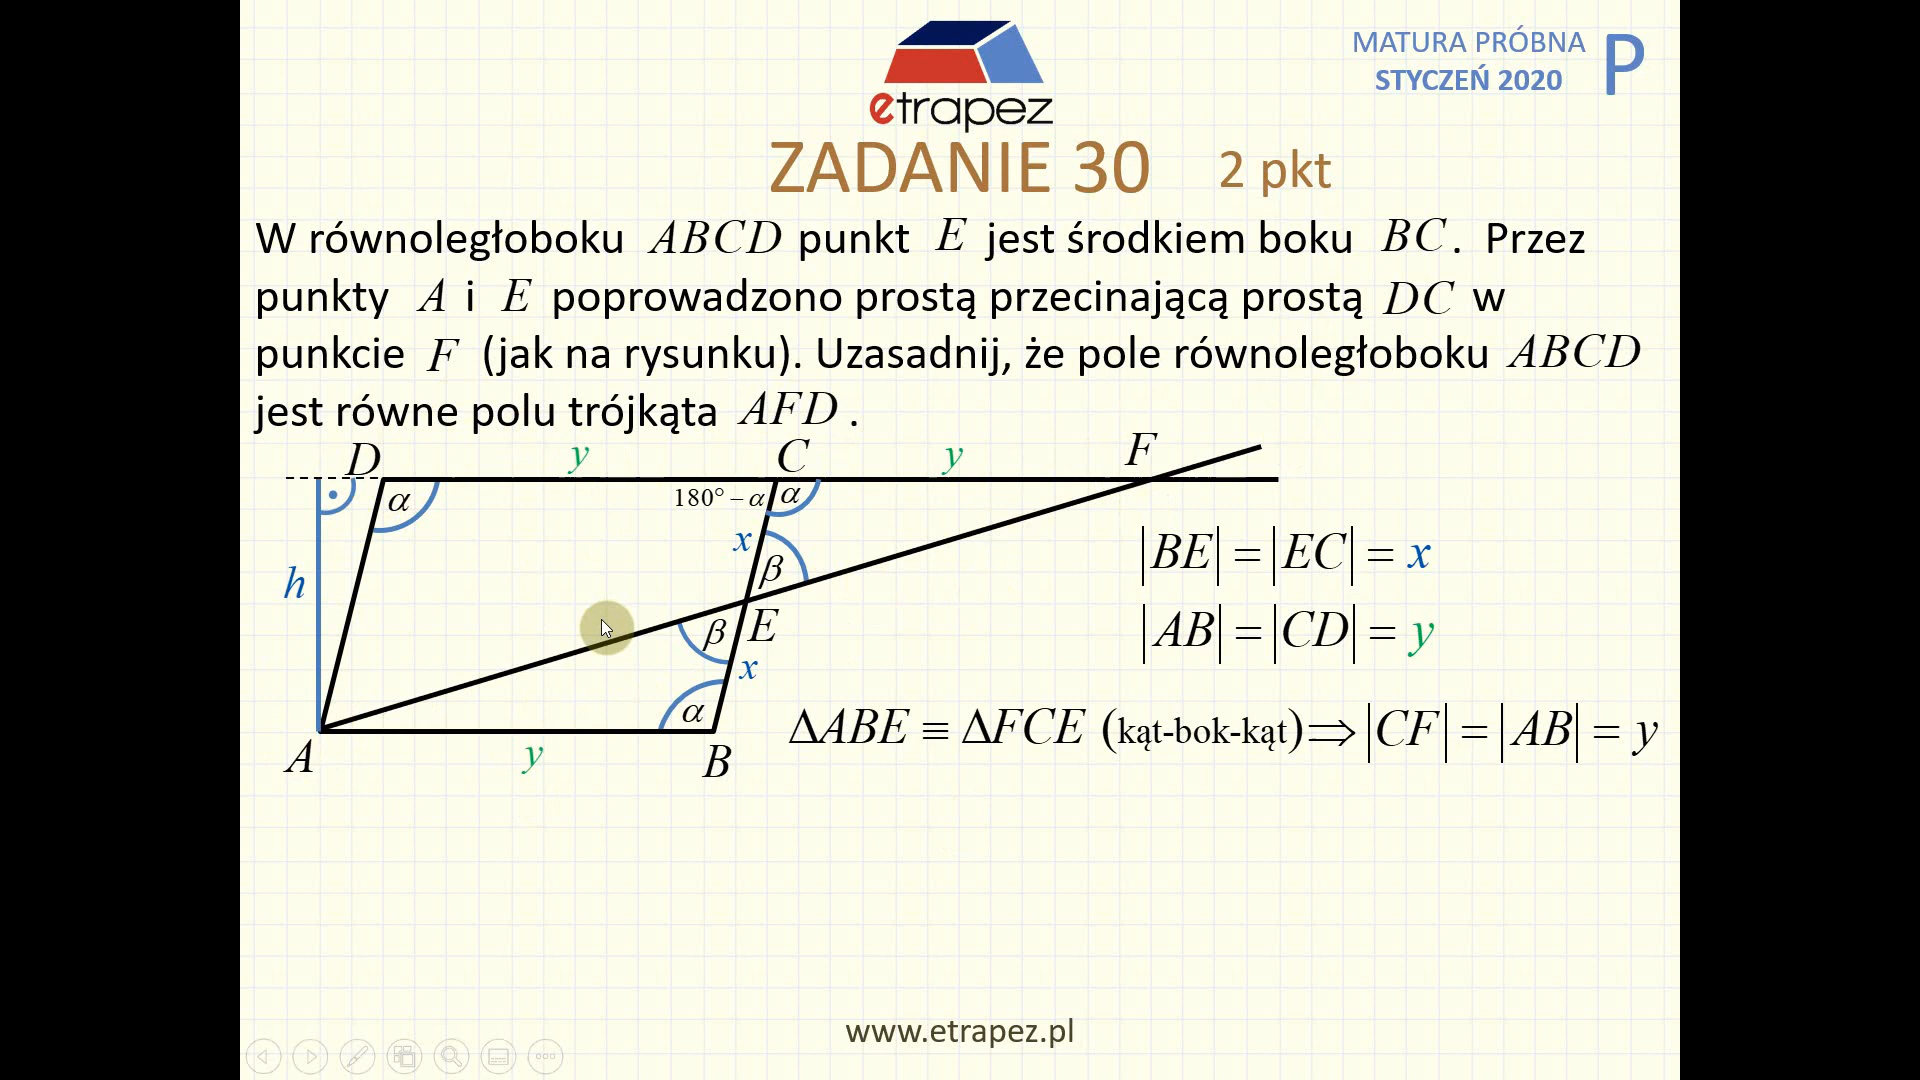 etrapez
MATURA PRÓBNA
STYCZEŃ 2020
P
ZADANIE 30 2 pkt
W równoległoboku ABCD punkt E jest środkiem boku BC. Przez
punkty A i E poprowadzono prostą przecinającą prostą DC w
punkcie F (jak na rysunku). Uzasadnij, że pole równoległoboku ABCD
jest równe polu trójkąta AFD.
D y C y F
α 180° – α α
x
β
h
β E
x
α
A y B
|BE| = |EC| = x
|AB| = |CD| = y
ΔABE ≡ ΔFCE (kąt-bok-kąt) ⇒ |CF| = |AB| = y
www.etrapez.pl